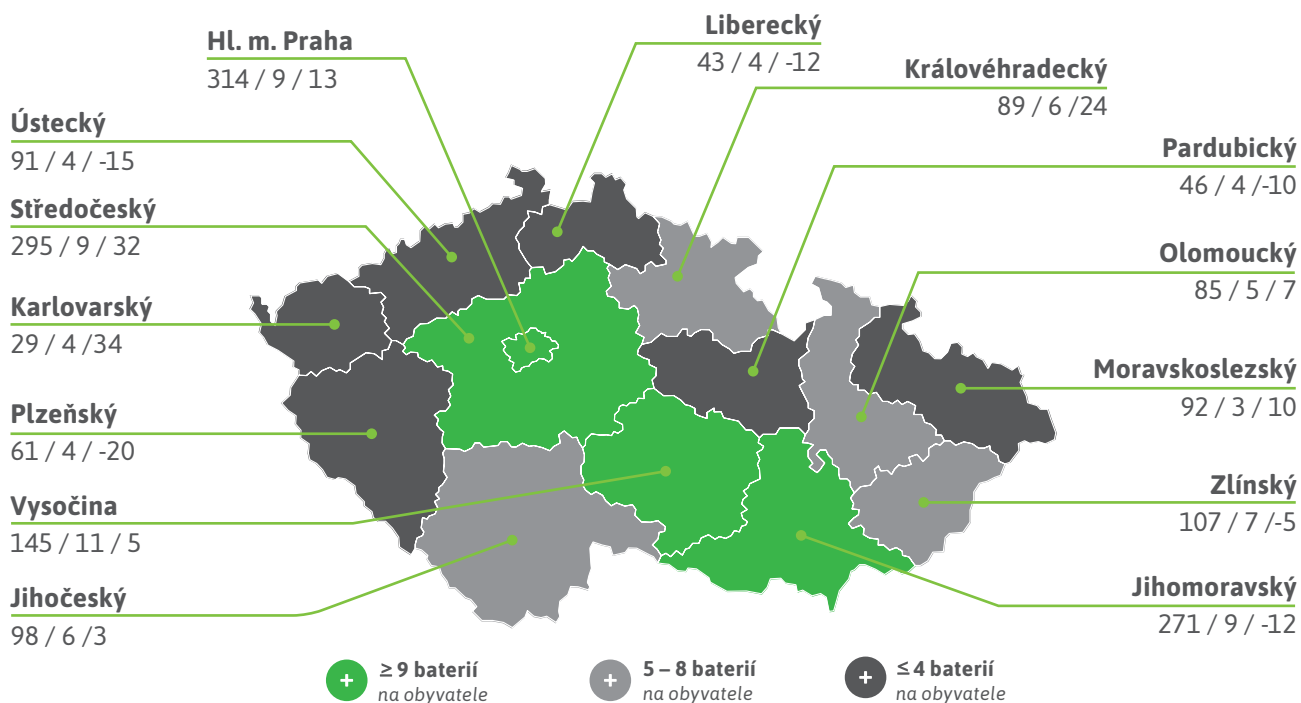 Hl. m. Praha
314 / 9 / 13
Liberecký
43 / 4 / -12
Královéhradecký
89 / 6 /24
Ústecký
91 / 4 / -15
Pardubický
46 / 4 /-10
Středočeský
295 / 9 / 32
Olomoucký
85 / 5 / 7
Karlovarský
29 / 4 /34
Moravskoslezský
92 / 3 / 10
Plzeňský
61 / 4 / -20
Zlínský
107 / 7 /-5
Vysočina
145 / 11 / 5
Jihomoravský
271 / 9 / -12
Jihočeský
98 / 6 /3
≥ 9 baterií
na obyvatele
5 – 8 baterií
na obyvatele
≤ 4 baterií
na obyvatele